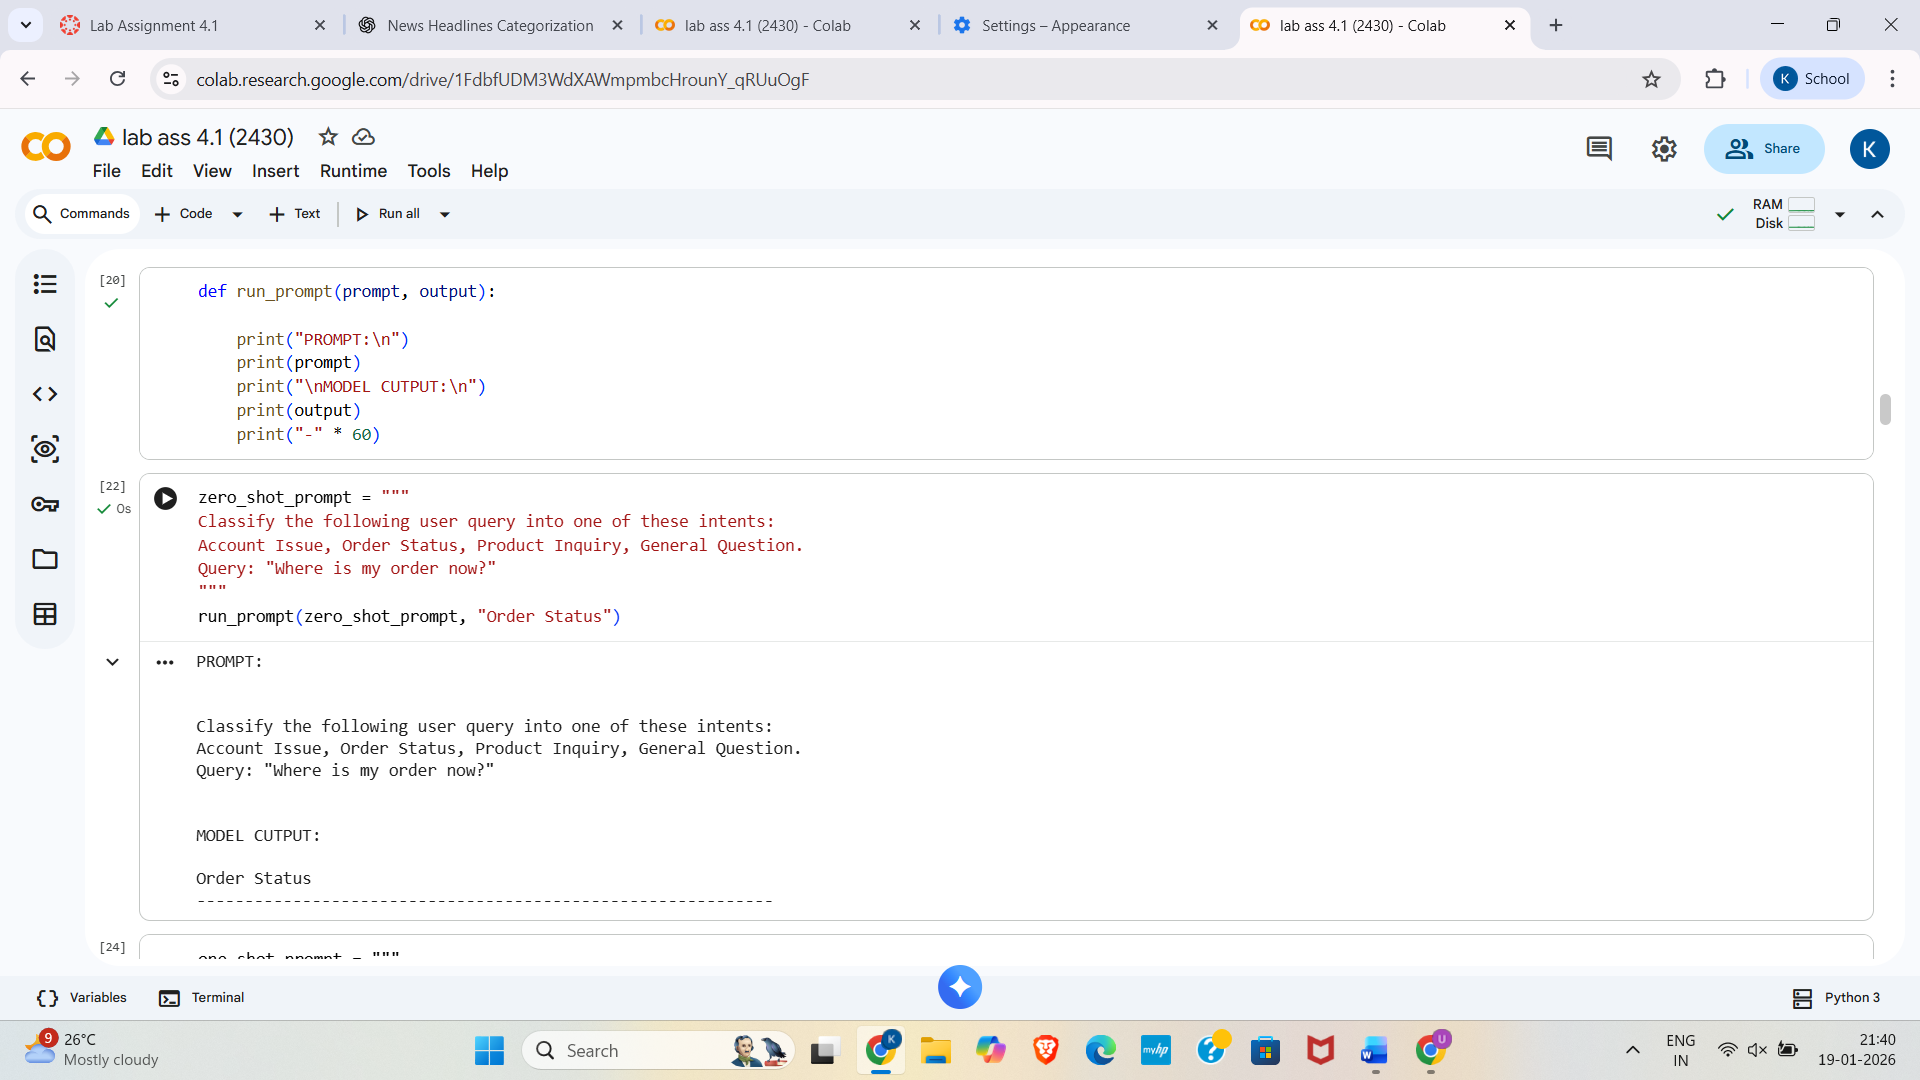 Lab Assignment 4.1
News Headlines Categorization
lab ass 4.1 (2430) - Colab
Settings – Appearance
lab ass 4.1 (2430) - Colab
colab.research.google.com/drive/1FdbfUDM3WdXAWmpmbcHrounY_qRUuOgF
K School
lab ass 4.1 (2430)
File Edit View Insert Runtime Tools Help
Share
K
Commands
Code
Text
Run all
RAM
Disk
[20]
def run_prompt(prompt, output):
print("PROMPT:\n")
print(prompt)
print("\nMODEL CUTPUT:\n")
print(output)
print("-" * 60)
[22]
0s
zero_shot_prompt = """
Classify the following user query into one of these intents:
Account Issue, Order Status, Product Inquiry, General Question.
Query: "Where is my order now?"
"""
run_prompt(zero_shot_prompt, "Order Status")
PROMPT:
Classify the following user query into one of these intents:
Account Issue, Order Status, Product Inquiry, General Question.
Query: "Where is my order now?"
MODEL CUTPUT:
Order Status
------------------------------------------------------------
[24]
one_shot_prompt = """
Variables
Terminal
Python 3
9
26°C
Mostly cloudy
Search
K
myhp
W
U
ENG
IN
21:40
19-01-2026